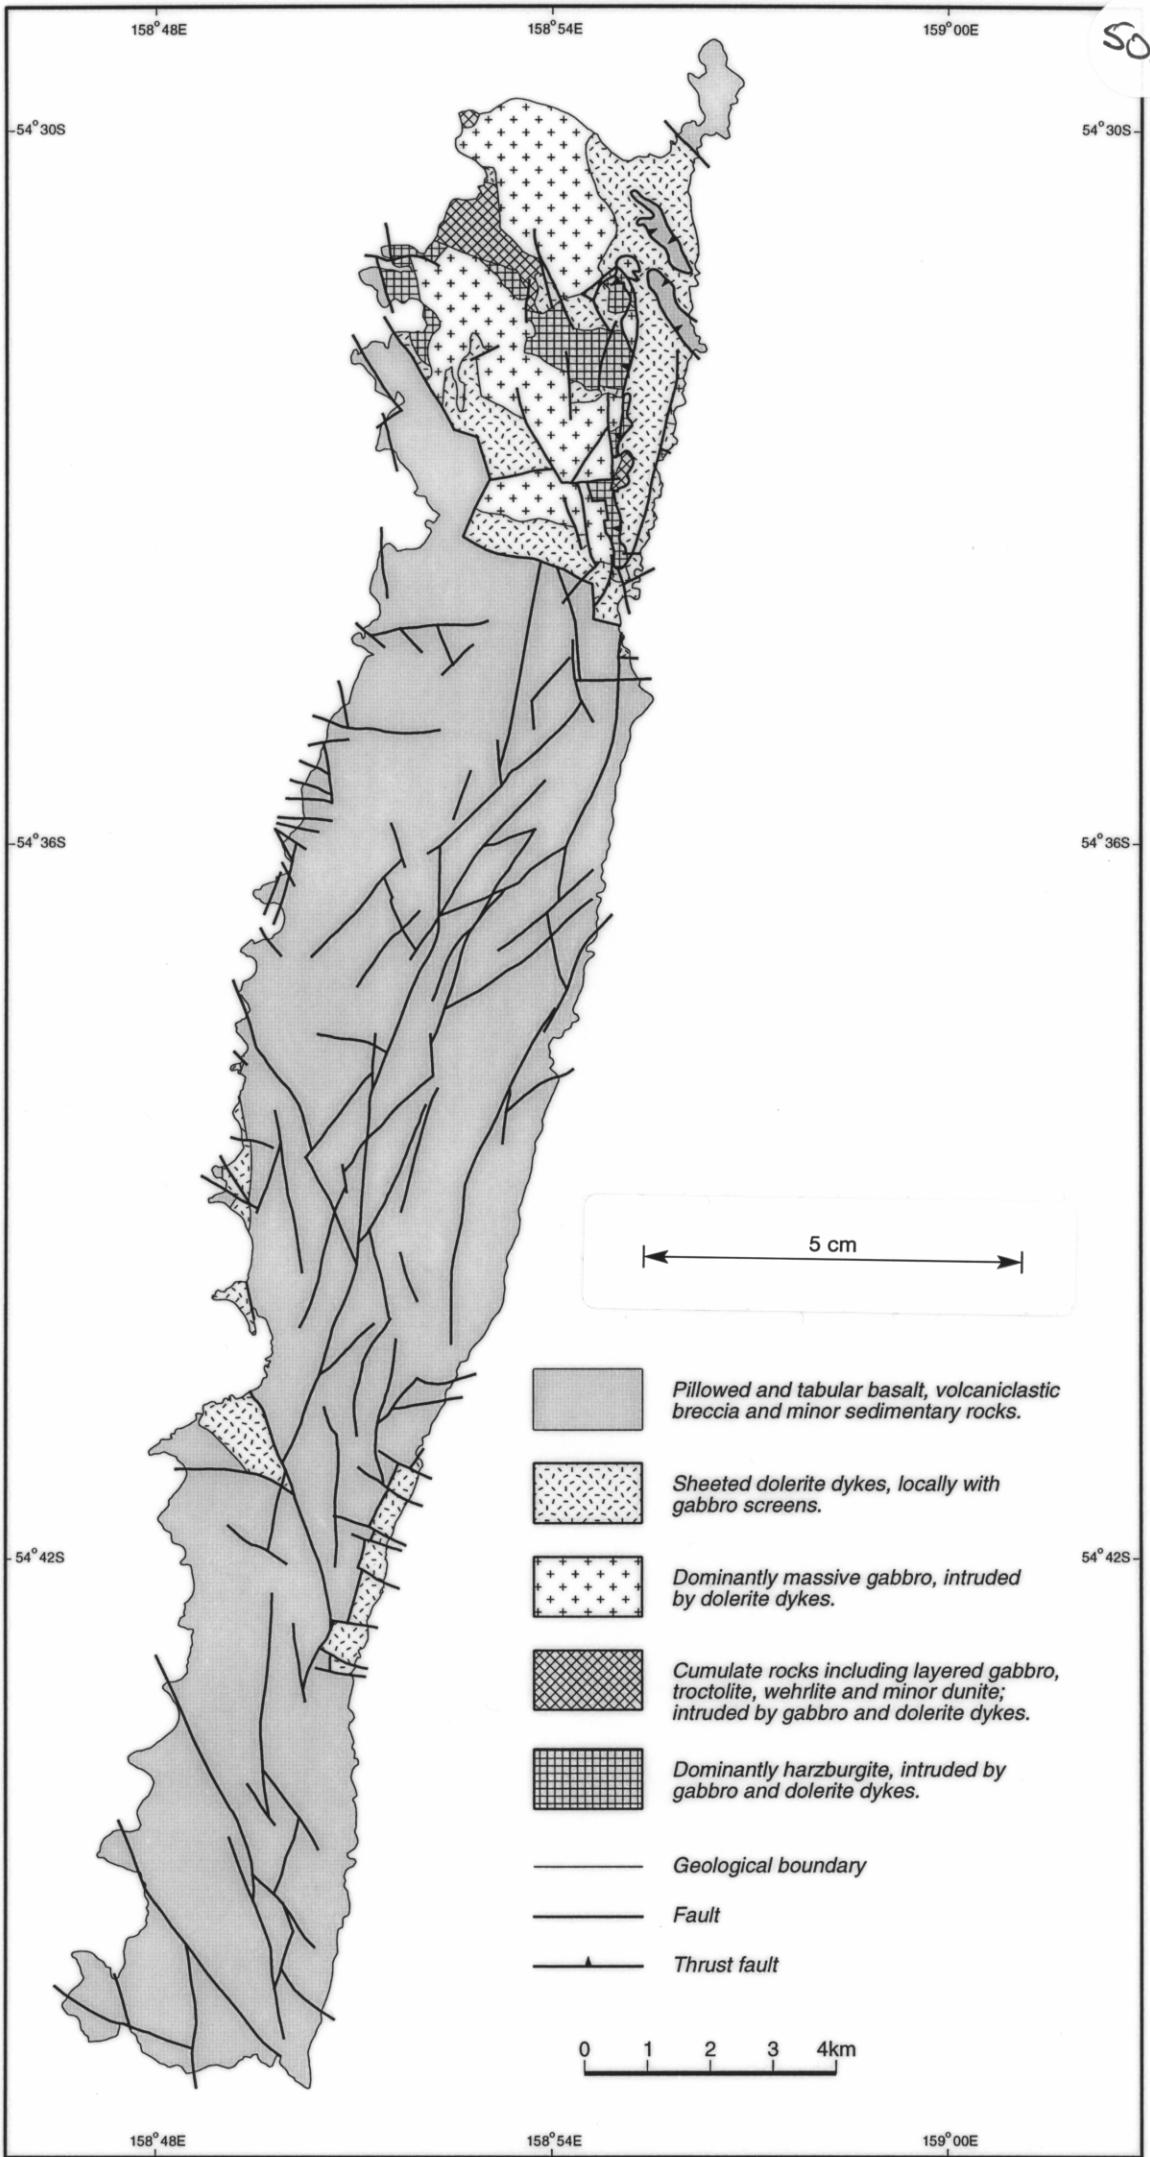 158°48E 158°54E 159°00E
50
54°30S 54°30S
54°36S 54°36S
5 cm
Pillowed and tabular basalt, volcaniclastic
breccia and minor sedimentary rocks.
Sheeted dolerite dykes, locally with
gabbro screens.
54°42S 54°42S
Dominantly massive gabbro, intruded
by dolerite dykes.
Cumulate rocks including layered gabbro,
troctolite, wehrlite and minor dunite;
intruded by gabbro and dolerite dykes.
Dominantly harzburgite, intruded by
gabbro and dolerite dykes.
Geological boundary
Fault
Thrust fault
0 1 2 3 4km
158°48E 158°54E 159°00E